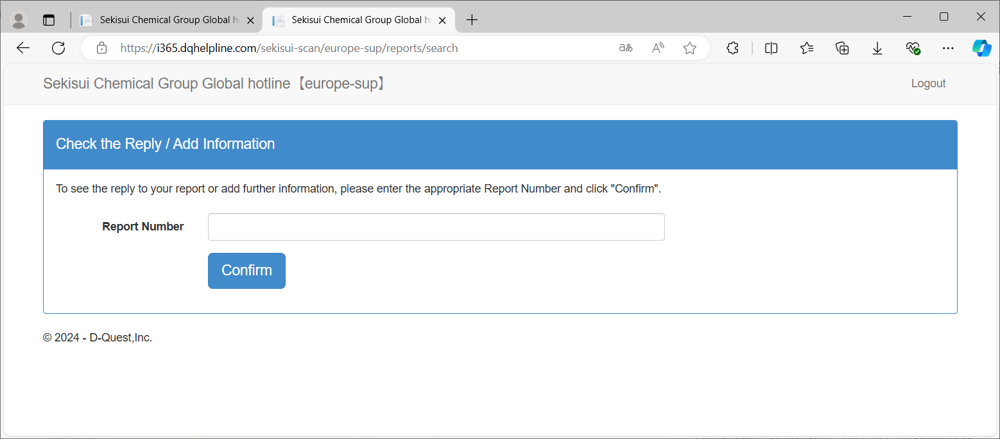 Sekisui Chemical Group Global h
Sekisui Chemical Group Global h
https://i365.dqhelpline.com/sekisui-scan/europe-sup/reports/search
aあ
A
Sekisui Chemical Group Global hotline【europe-sup】
Logout
Check the Reply / Add Information
To see the reply to your report or add further information, please enter the appropriate Report Number and click "Confirm".
Report Number
Confirm
© 2024 - D-Quest,Inc.